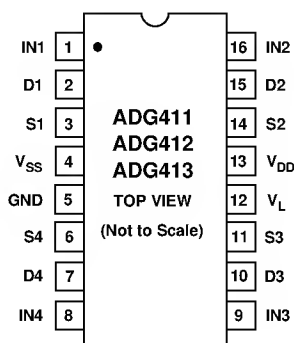 IN1 1 16 IN2
D1 2 ADG411 15 D2
S1 3 ADG412 14 S2
VSS 4 ADG413 13 VDD
GND 5 TOP VIEW 12 VL
S4 6 (Not to Scale) 11 S3
D4 7 10 D3
IN4 8 9 IN3